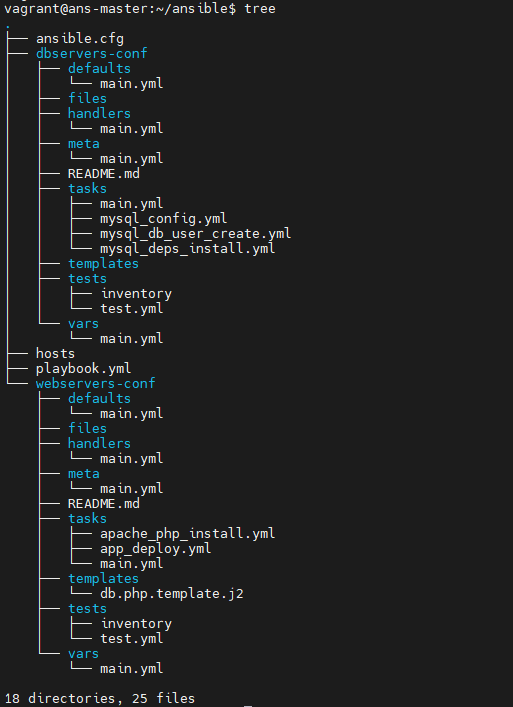 vagrant@ans-master:~/ansible$ tree
.
├── ansible.cfg
├── dbservers-conf
│   ├── defaults
│   │   └── main.yml
│   ├── files
│   ├── handlers
│   │   └── main.yml
│   ├── meta
│   │   └── main.yml
│   ├── README.md
│   ├── tasks
│   │   ├── main.yml
│   │   ├── mysql_config.yml
│   │   ├── mysql_db_user_create.yml
│   │   └── mysql_deps_install.yml
│   ├── templates
│   ├── tests
│   │   ├── inventory
│   │   └── test.yml
│   └── vars
│       └── main.yml
├── hosts
├── playbook.yml
└── webservers-conf
    ├── defaults
    │   └── main.yml
    ├── files
    ├── handlers
    │   └── main.yml
    ├── meta
    │   └── main.yml
    ├── README.md
    ├── tasks
    │   ├── apache_php_install.yml
    │   ├── app_deploy.yml
    │   └── main.yml
    ├── templates
    │   └── db.php.template.j2
    ├── tests
    │   ├── inventory
    │   └── test.yml
    └── vars
        └── main.yml

18 directories, 25 files